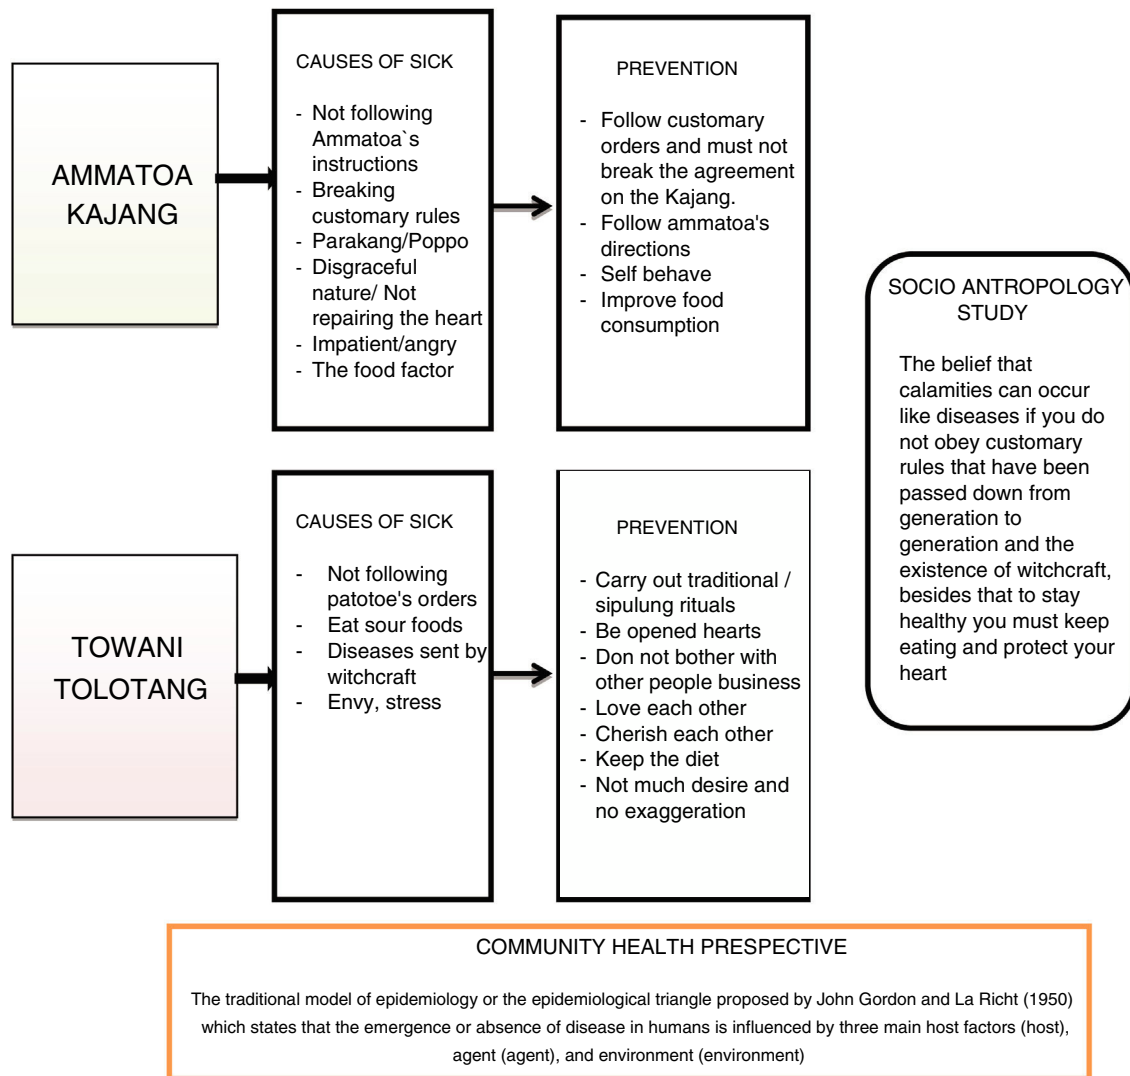 AMMATOA
KAJANG
CAUSES OF SICK
- Not following
Ammatoa`s
instructions
- Breaking
customary rules
- Parakang/Poppo
- Disgraceful
nature/ Not
repairing the heart
- Impatient/angry
- The food factor
PREVENTION
- Follow customary
orders and must not
break the agreement
on the Kajang.
- Follow ammatoa's
directions
- Self behave
- Improve food
consumption
SOCIO ANTROPOLOGY
STUDY
The belief that
calamities can occur
like diseases if you do
not obey customary
rules that have been
passed down from
generation to
generation and the
existence of witchcraft,
besides that to stay
healthy you must keep
eating and protect your
heart
TOWANI
TOLOTANG
CAUSES OF SICK
- Not following
patotoe's orders
- Eat sour foods
- Diseases sent by
witchcraft
- Envy, stress
PREVENTION
- Carry out traditional /
sipulung rituals
- Be opened hearts
- Don not bother with
other people business
- Love each other
- Cherish each other
- Keep the diet
- Not much desire and
no exaggeration
COMMUNITY HEALTH PRESPECTIVE
The traditional model of epidemiology or the epidemiological triangle proposed by John Gordon and La Richt (1950)
which states that the emergence or absence of disease in humans is influenced by three main host factors (host),
agent (agent), and environment (environment)